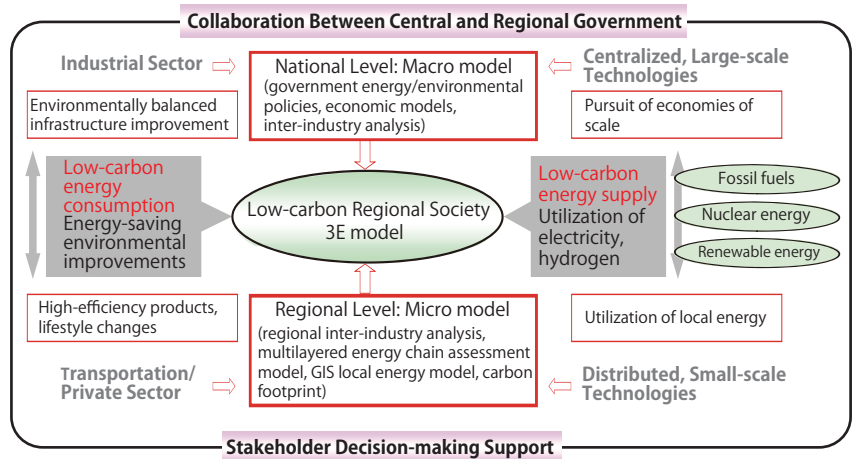 Collaboration Between Central and Regional Government
Industrial Sector
National Level: Macro model
(government energy/environmental
policies, economic models,
inter-industry analysis)
Centralized, Large-scale
Technologies
Environmentally balanced
infrastructure improvement
Pursuit of economies of
scale
Low-carbon
energy
consumption
Energy-saving
environmental
improvements
Low-carbon Regional Society
3E model
Low-carbon
energy supply
Utilization of
electricity,
hydrogen
Fossil fuels
Nuclear energy
Renewable energy
High-efficiency products,
lifestyle changes
Regional Level: Micro model
(regional inter-industry analysis,
multilayered energy chain assessment
model, GIS local energy model, carbon
footprint)
Utilization of local energy
Transportation/
Private Sector
Distributed, Small-scale
Technologies
Stakeholder Decision-making Support